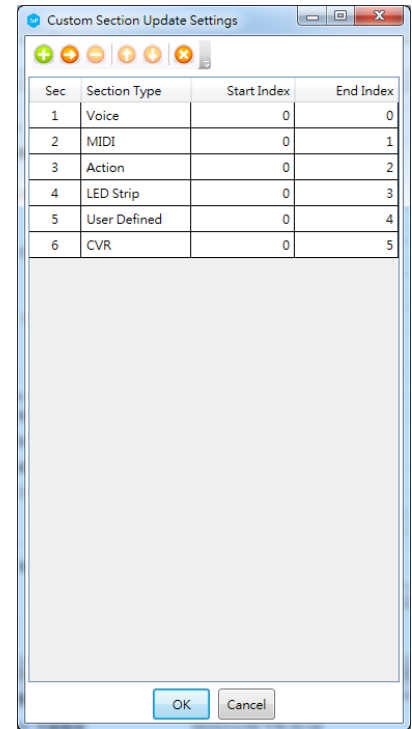 Custom Section Update Settings
Sec Section Type Start Index End Index
1 Voice 0 0
2 MIDI 0 1
3 Action 0 2
4 LED Strip 0 3
5 User Defined 0 4
6 CVR 0 5
OK Cancel